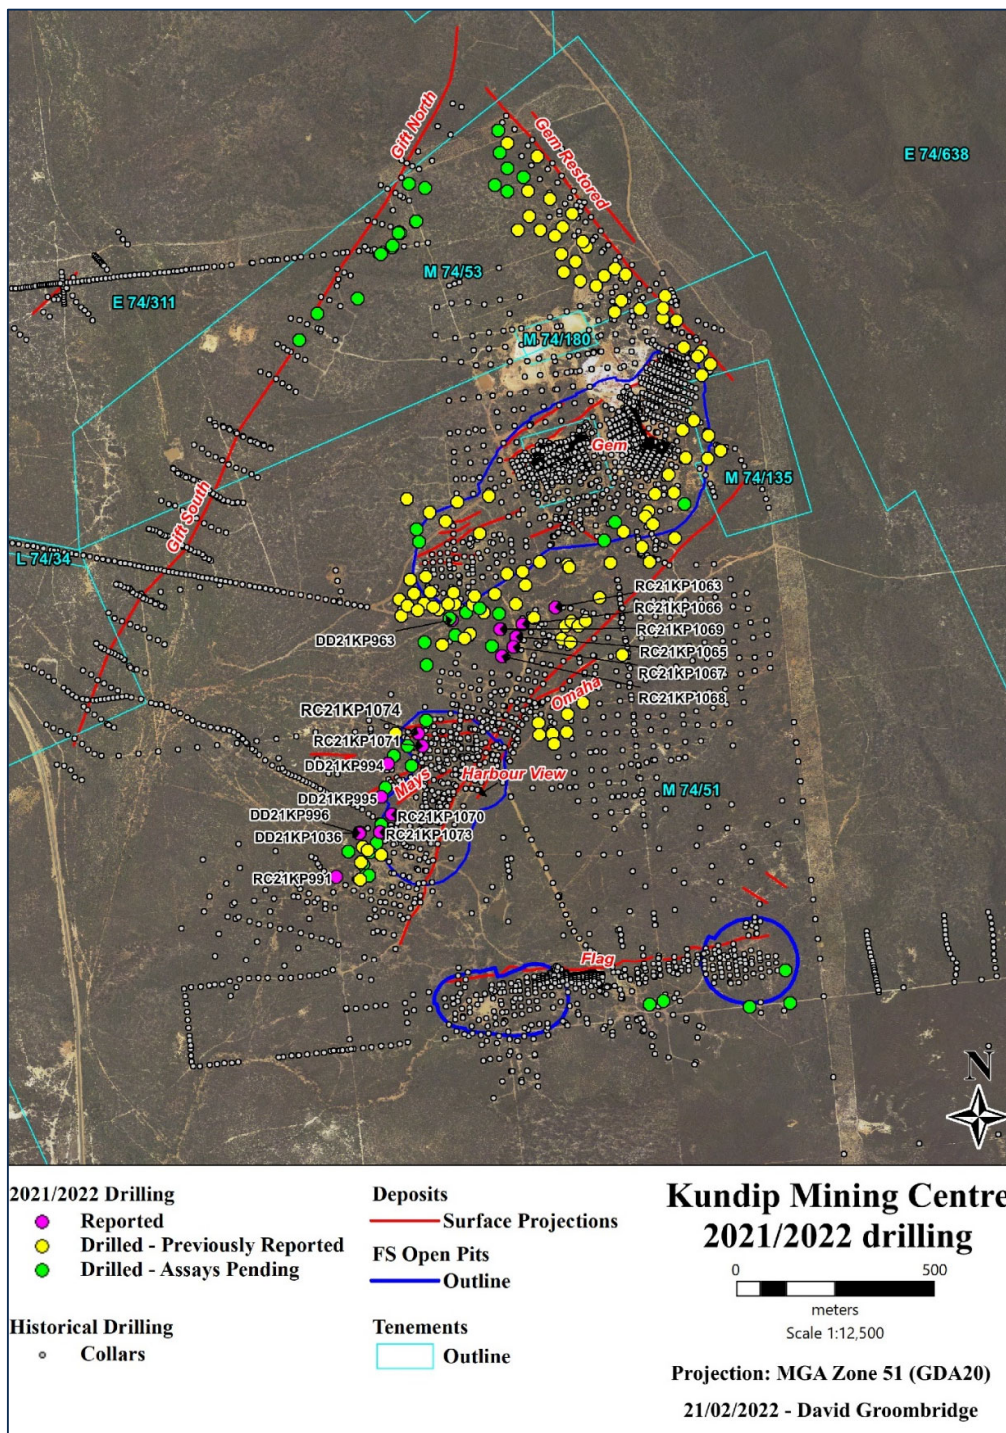 Gift North
Gem Restored
E 74/638
M 74/53
E 74/311
M 74/180
Gem
M 74/135
Gift South
L 74/34
RC21KP1063
RC21KP1066
DD21KP963
RC21KP1069
RC21KP1065
RC21KP1067
RC21KP1068
Omaha
RC21KP1074
RC21KP1071
DD21KP994
Mays
Harbour View
M 74/51
DD21KP995
DD21KP996
RC21KP1070
DD21KP1036
RC21KP1073
RC21KP991
Flag
N
2021/2022 Drilling
Reported
Drilled - Previously Reported
Drilled - Assays Pending
Historical Drilling
Collars
Deposits
Surface Projections
FS Open Pits
Outline
Tenements
Outline
Kundip Mining Centre
2021/2022 drilling
0 500
meters
Scale 1:12,500
Projection: MGA Zone 51 (GDA20)
21/02/2022 - David Groombridge